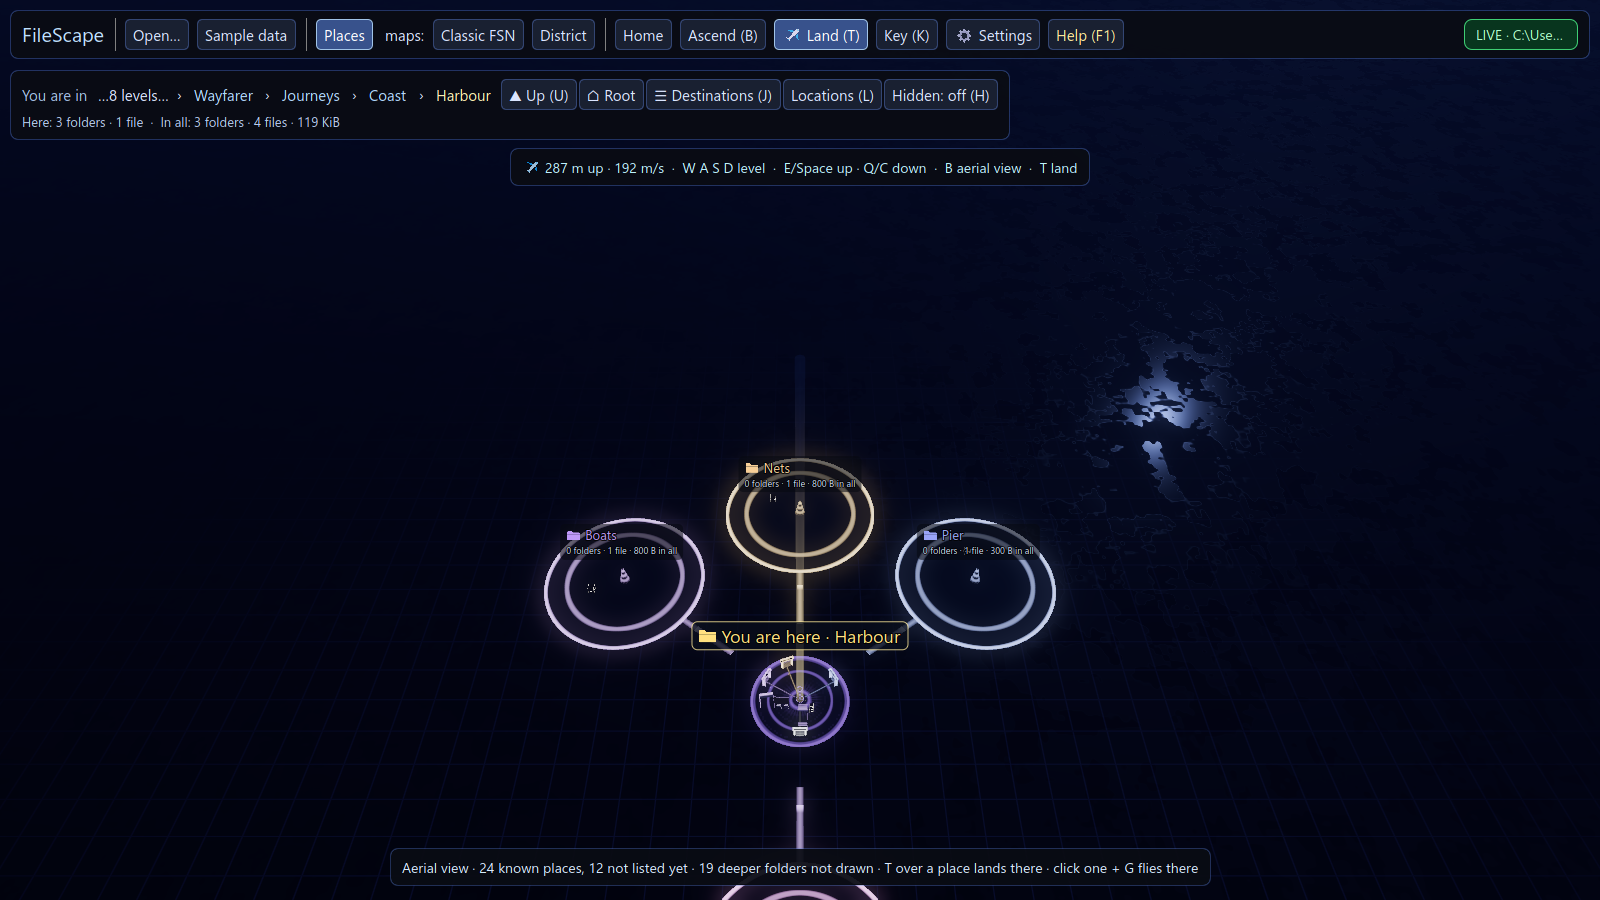 FileScape Open... Sample data Places maps: Classic FSN District Home Ascend (B) Land (T) Key (K) Settings Help (F1) LIVE · C:\Use...
You are in ...8 levels... › Wayfarer › Journeys › Coast › Harbour ▲ Up (U) Root ☰ Destinations (J) Locations (L) Hidden: off (H)
Here: 3 folders · 1 file · In all: 3 folders · 4 files · 119 KiB
287 m up · 192 m/s · W A S D level · E/Space up · Q/C down · B aerial view · T land
Nets
0 folders · 1 file · 800 B in all
Boats
0 folders · 1 file · 800 B in all
Pier
0 folders · 1 file · 300 B in all
You are here · Harbour
Aerial view · 24 known places, 12 not listed yet · 19 deeper folders not drawn · T over a place lands there · click one + G flies there